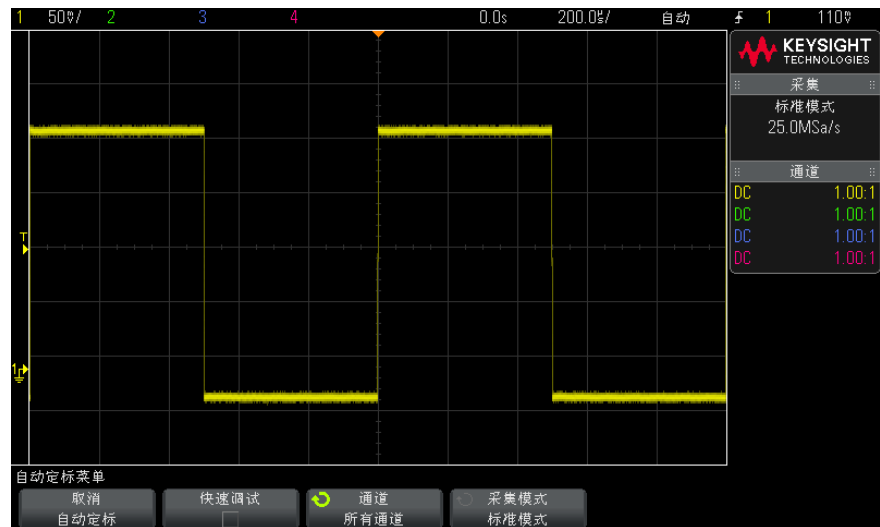 1 50▽/ 2 3 4 0.0s 200.0㎲/ 自动 1 110▽
KEYSIGHT
TECHNOLOGIES
采集
标准模式
25.0MSa/s
通道
DC 1.00:1
DC 1.00:1
DC 1.00:1
DC 1.00:1
T
1
自动定标菜单
取消
自动定标
快速调试
通道
所有通道
采集模式
标准模式